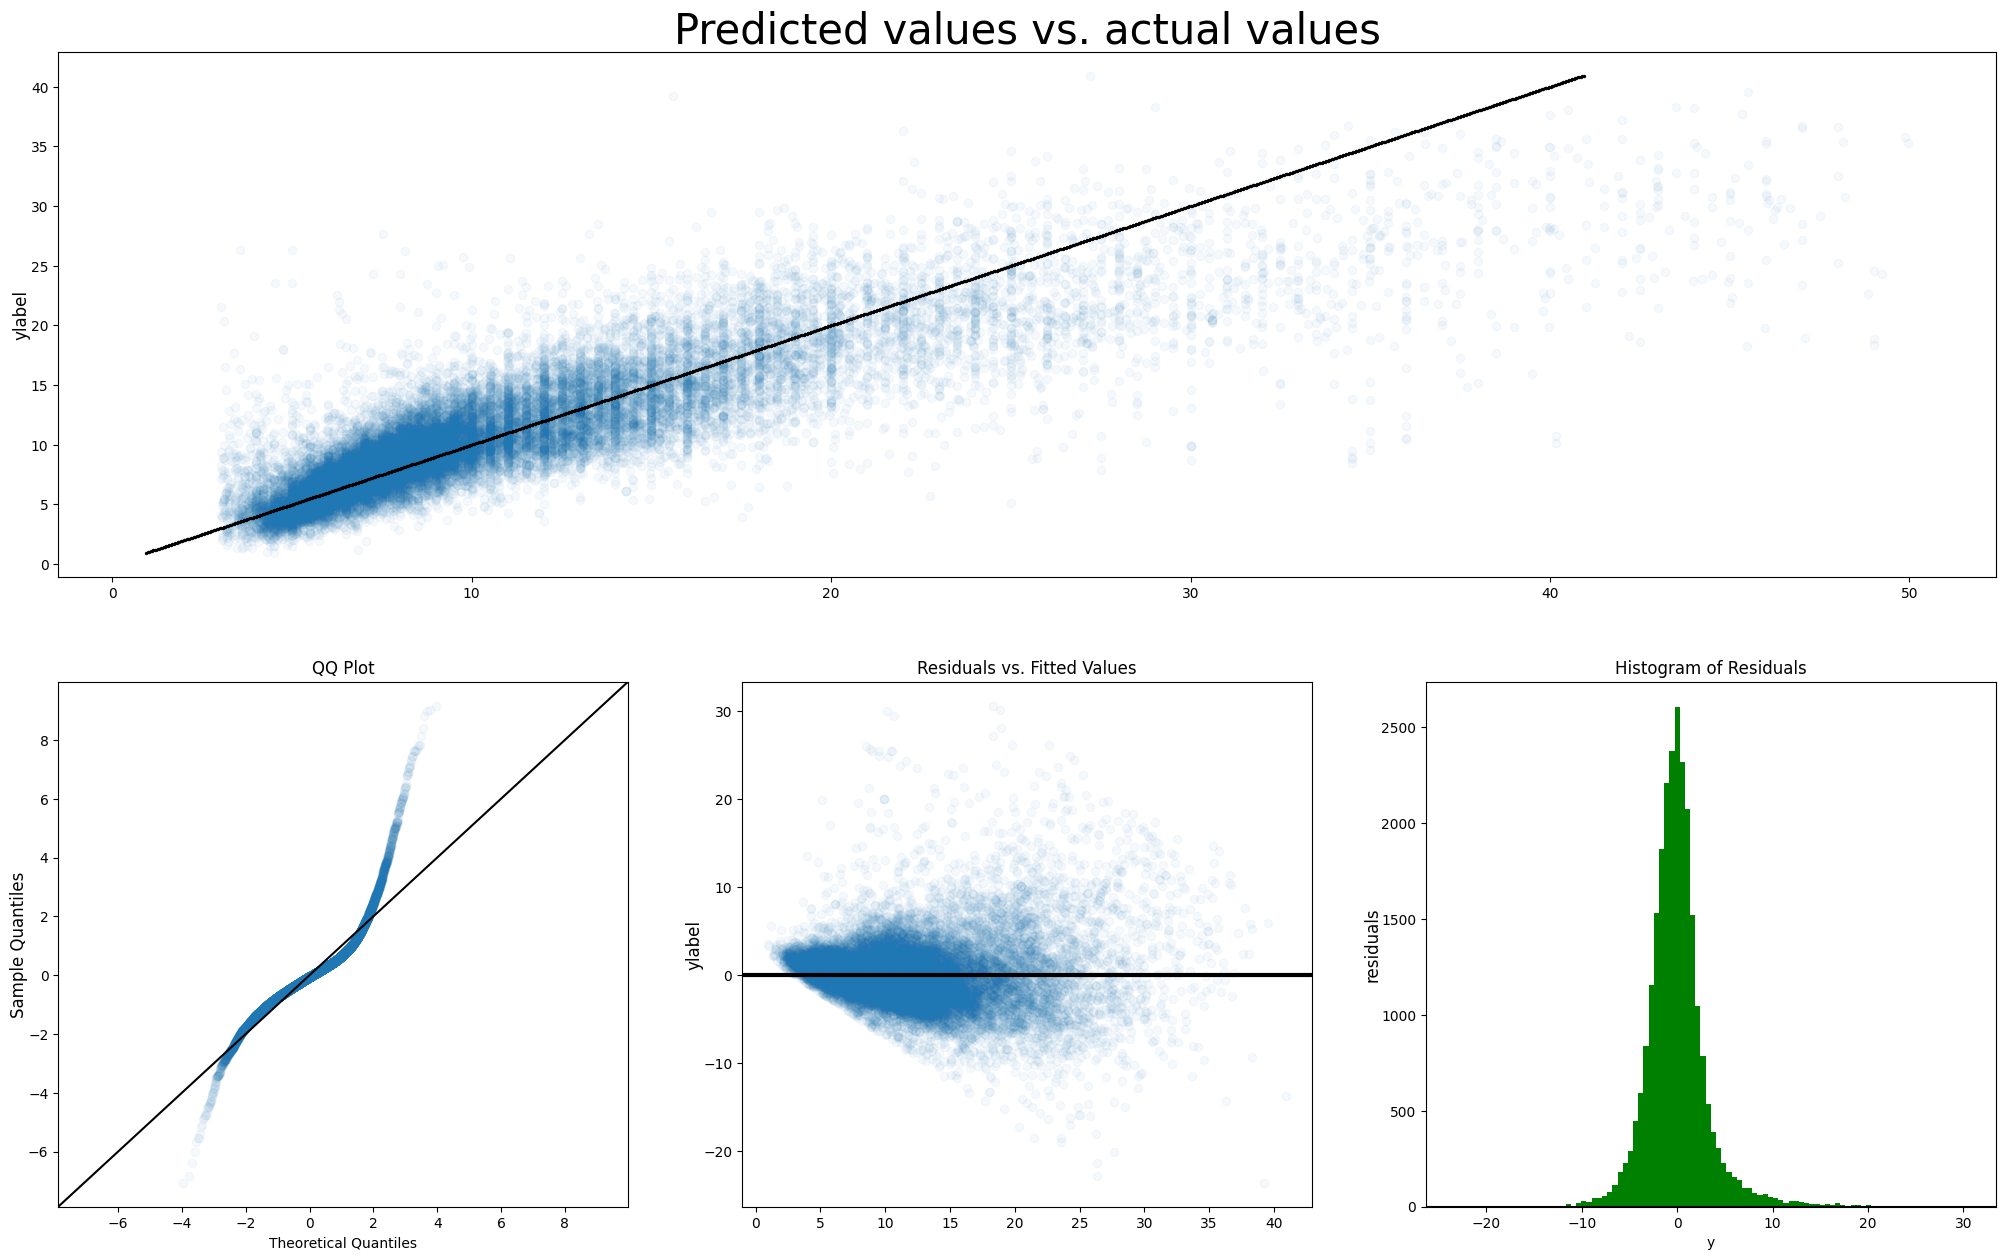 Predicted values vs. actual values
40
35
30
25
20
15
10
5
0
ylabel
0 10 20 30 40 50
QQ Plot
8
6
4
2
0
−2
−4
−6
Sample Quantiles
−6 −4 −2 0 2 4 6 8
Theoretical Quantiles
Residuals vs. Fitted Values
30
20
10
0
−10
−20
ylabel
0 5 10 15 20 25 30 35 40
Histogram of Residuals
2500
2000
1500
1000
500
0
residuals
−20 −10 0 10 20 30
y